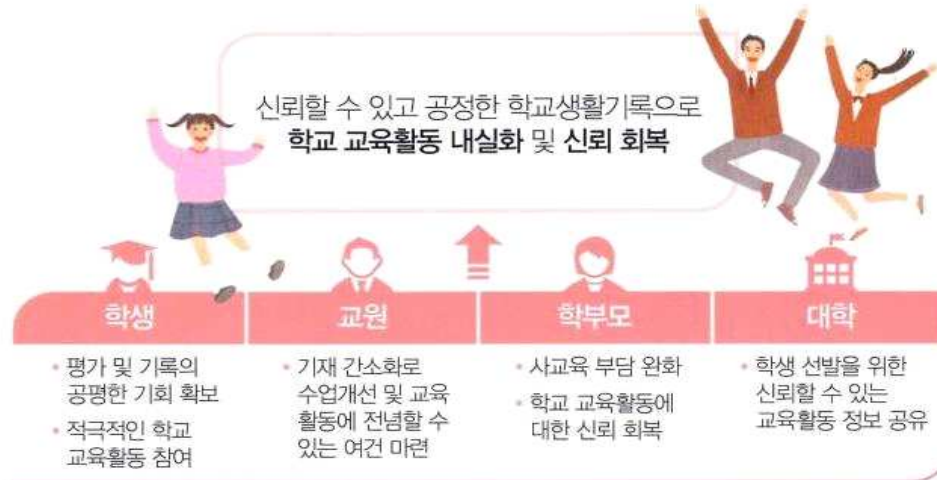 신뢰할 수 있고 공정한 학교생활기록으로
학교 교육활동 내실화 및 신뢰 회복
학생
• 평가 및 기록의
공평한 기회 확보
• 적극적인 학교
교육활동 참여
교원
• 기재 간소화로
수업개선 및 교육
활동에 전념할 수
있는 여건 마련
학부모
• 사교육 부담 완화
• 학교 교육활동에
대한 신뢰 회복
대학
• 학생 선발을 위한
신뢰할 수 있는
교육활동 정보 공유